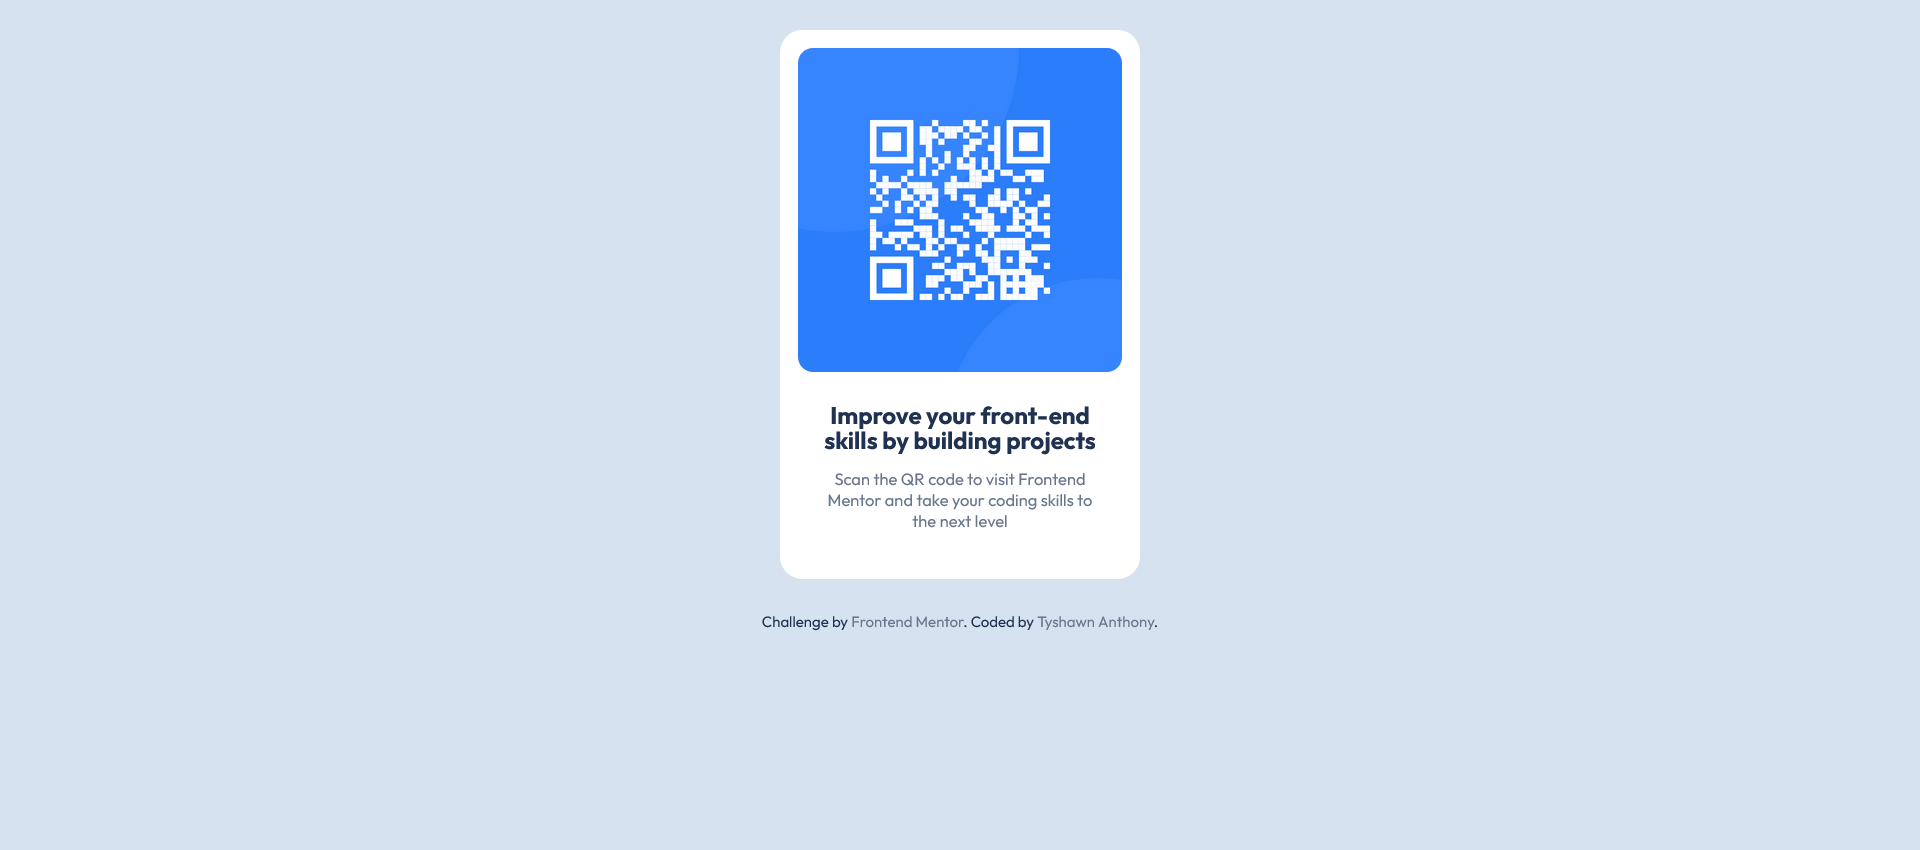 Improve your front-end
skills by building projects
Scan the QR code to visit Frontend
Mentor and take your coding skills to
the next level
Challenge by Frontend Mentor. Coded by Tyshawn Anthony.